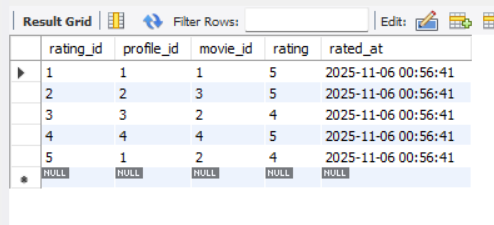 Result Grid Filter Rows: Edit:
rating_id profile_id movie_id rating rated_at
1 1 1 5 2025-11-06 00:56:41
2 2 3 5 2025-11-06 00:56:41
3 3 2 4 2025-11-06 00:56:41
4 4 4 5 2025-11-06 00:56:41
5 1 2 4 2025-11-06 00:56:41
NULL NULL NULL NULL NULL